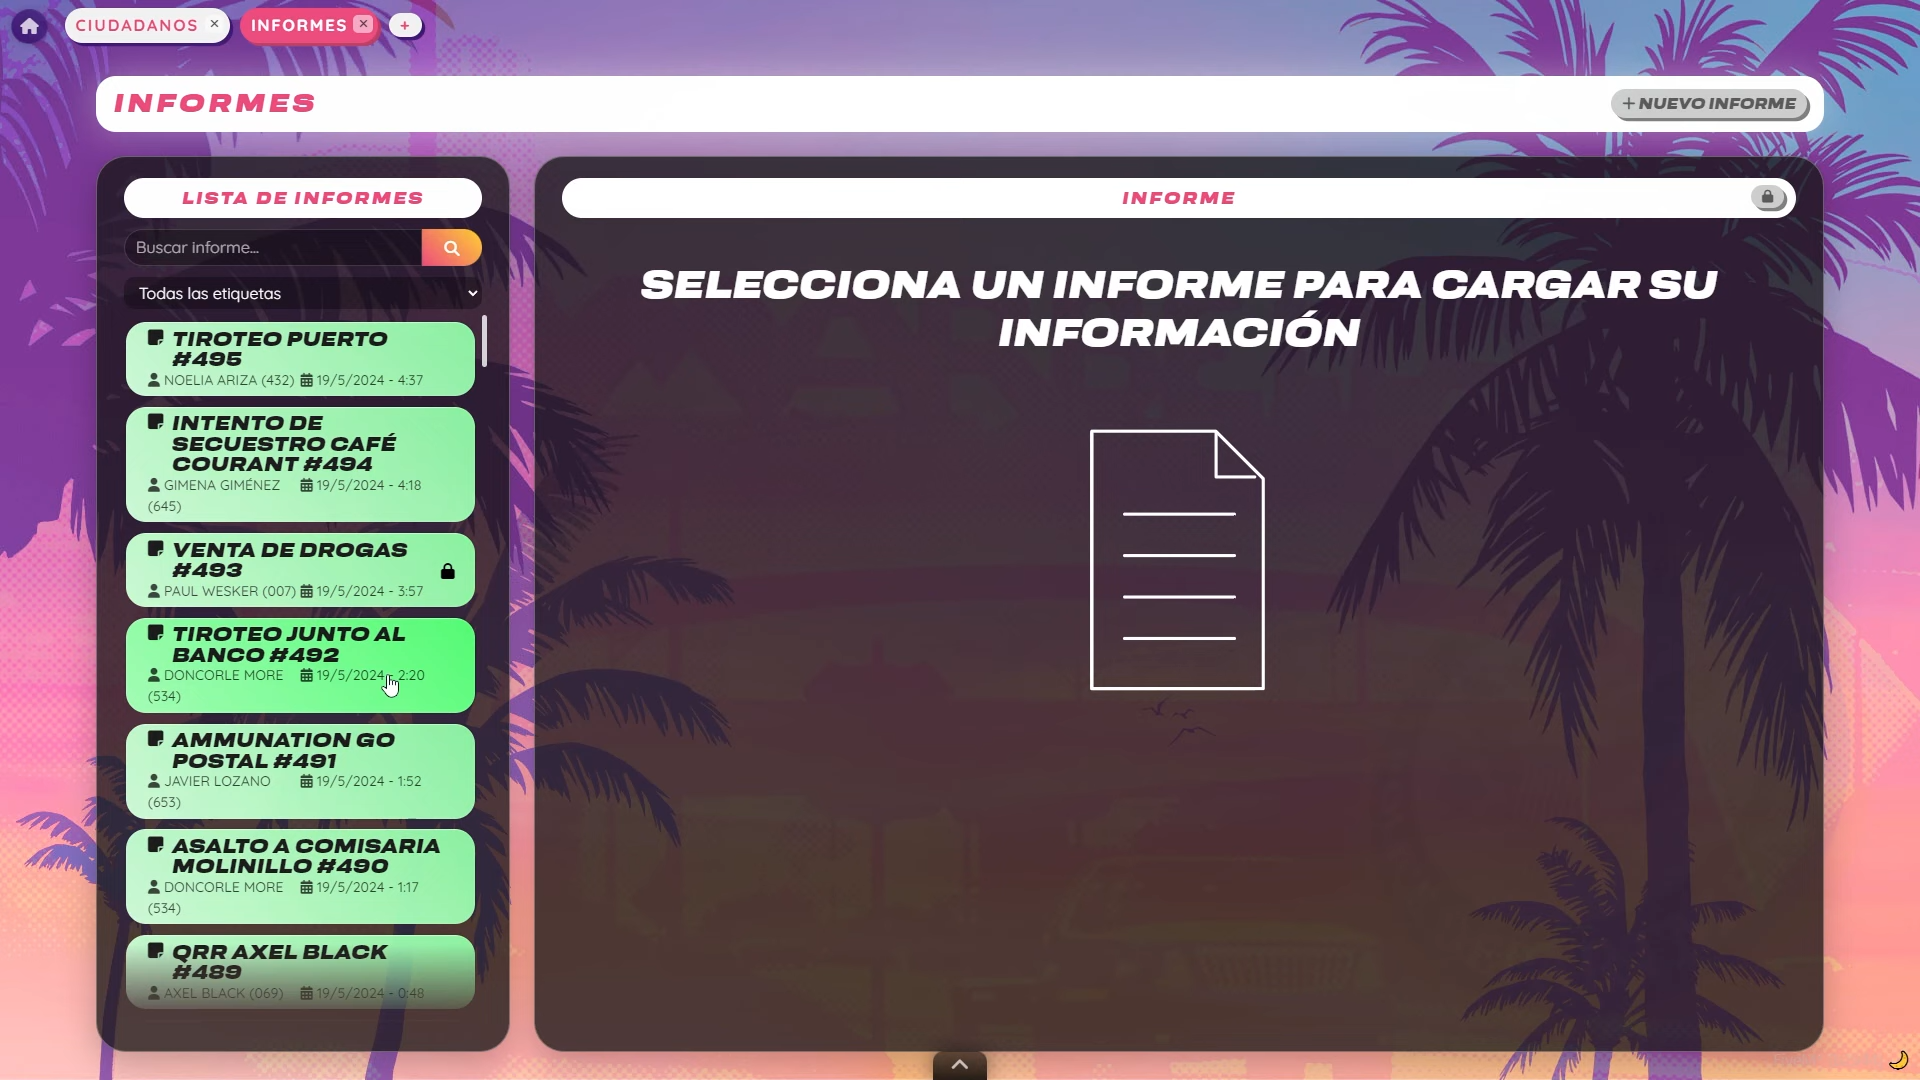 CIUDADANOS
INFORMES
+
INFORMES
+ NUEVO INFORME
LISTA DE INFORMES
Buscar informe...
Todas las etiquetas
TIROTEO PUERTO
#495
NOELIA ARIZA (432) 19/5/2024 - 4:37
INTENTO DE
SECUESTRO CAFÉ
COURANT #494
GIMENA GIMÉNEZ 19/5/2024 - 4:18
(645)
VENTA DE DROGAS
#493
PAUL WESKER (007) 19/5/2024 - 3:57
TIROTEO JUNTO AL
BANCO #492
DONCORLE MORE 19/5/2024 - 2:20
(534)
AMMUNATION GO
POSTAL #491
JAVIER LOZANO 19/5/2024 - 1:52
(653)
ASALTO A COMISARIA
MOLINILLO #490
DONCORLE MORE 19/5/2024 - 1:17
(534)
QRR AXEL BLACK
#489
AXEL BLACK (069) 19/5/2024 - 0:48
INFORME
SELECCIONA UN INFORME PARA CARGAR SU
INFORMACIÓN